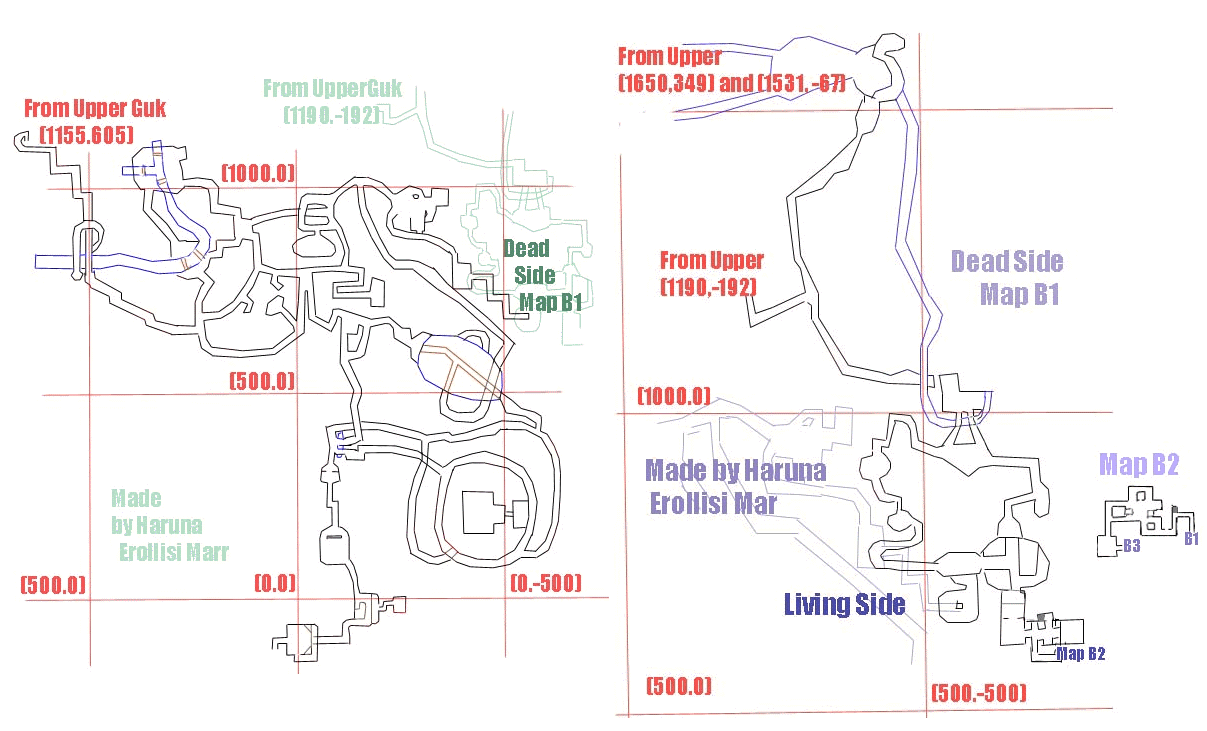 From Upper Guk
(1155.605)
From UpperGuk
(1190.-192)
(1000.0)
Dead
Side
Map B1
(500.0)
Made
by Haruna
Erollisi Marr
(500.0)
(0.0)
(0.-500)
From Upper
(1650,349) and (1531.-67)
From Upper
(1190,-192)
Dead Side
Map B1
(1000.0)
Made by Haruna
Erollisi Mar
Living Side
Map B2
B3
B1
Map B2
(500.0)
(500.-500)